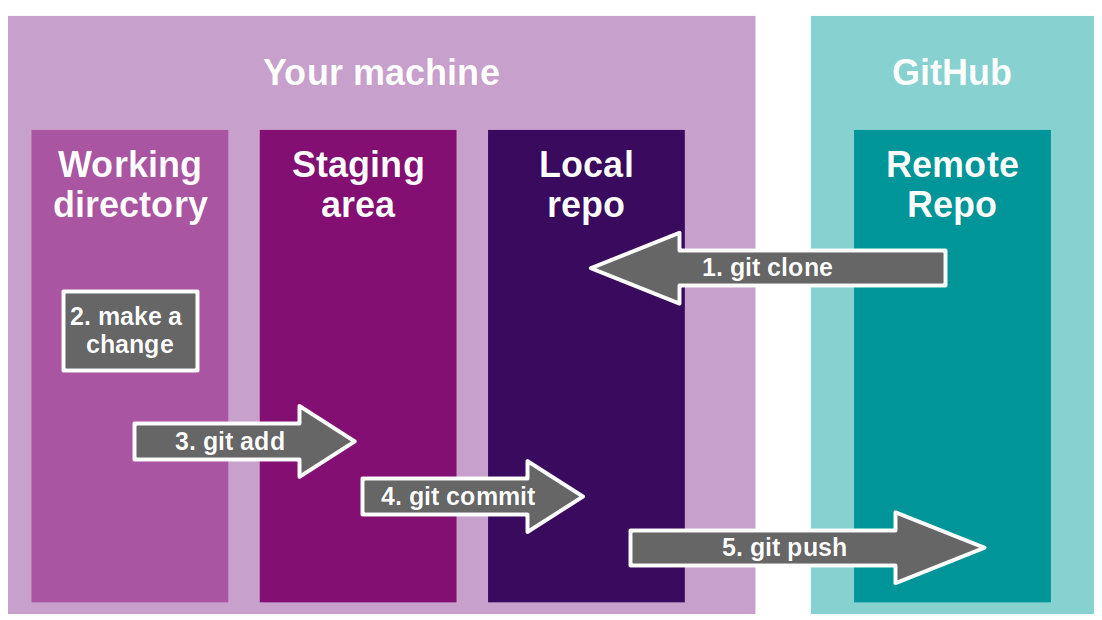 Your machine
GitHub
Working
directory
Staging
area
Local
repo
Remote
Repo
1. git clone
2. make a
change
3. git add
4. git commit
5. git push